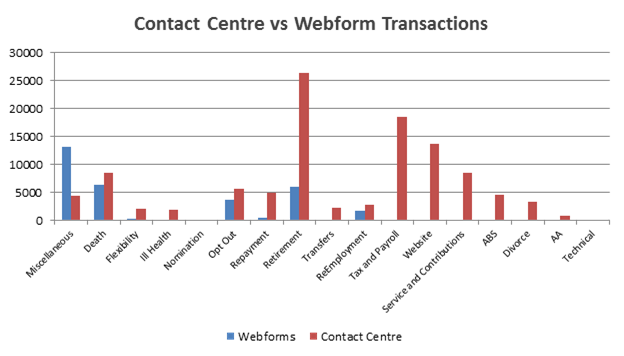 Contact Centre vs Webform Transactions
30000
25000
20000
15000
10000
5000
0
Miscellaneous
Death
Flexibility
Ill Health
Nomination
Opt Out
Repayment
Retirement
Transfers
ReEmployment
Tax and Payroll
Website
Service and Contributions
ABS
Divorce
AA
Technical
Webforms
Contact Centre